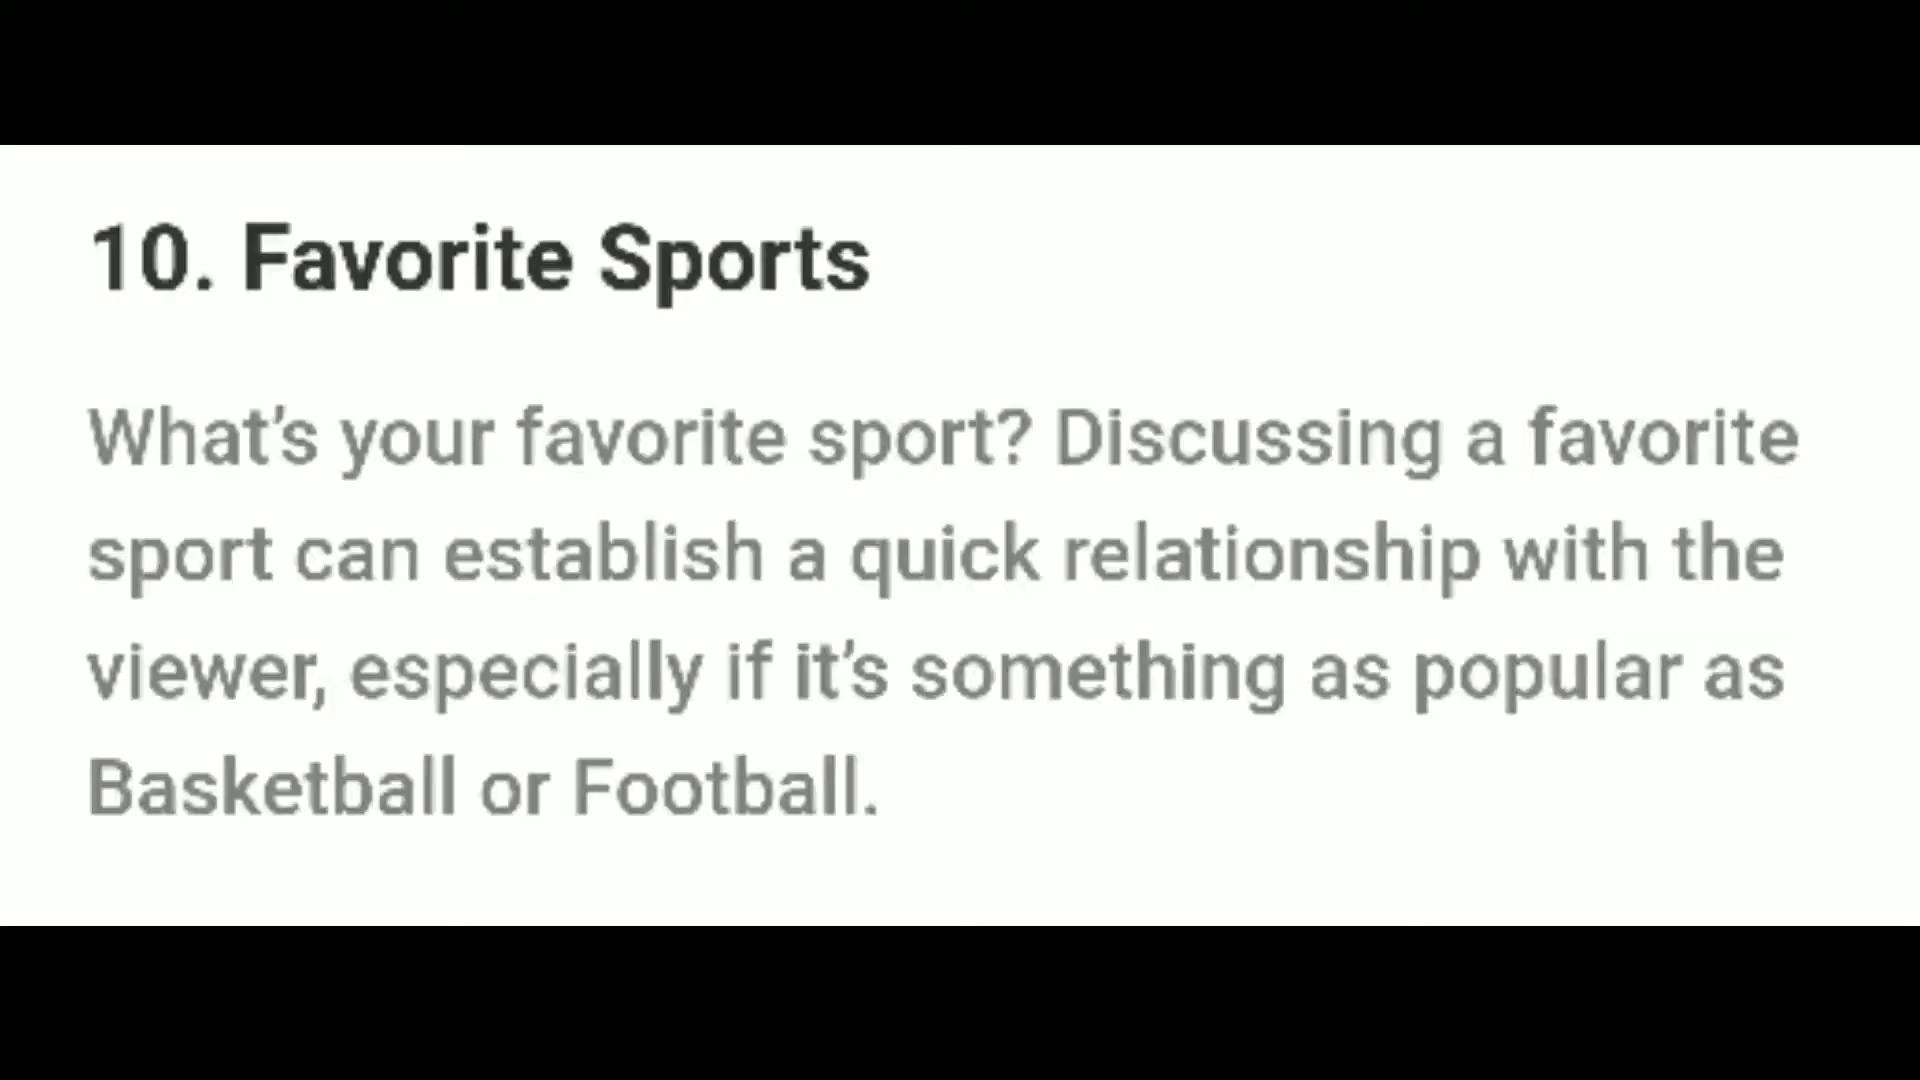 10. Favorite Sports
What’s your favorite sport? Discussing a favorite
sport can establish a quick relationship with the
viewer, especially if it’s something as popular as
Basketball or Football.